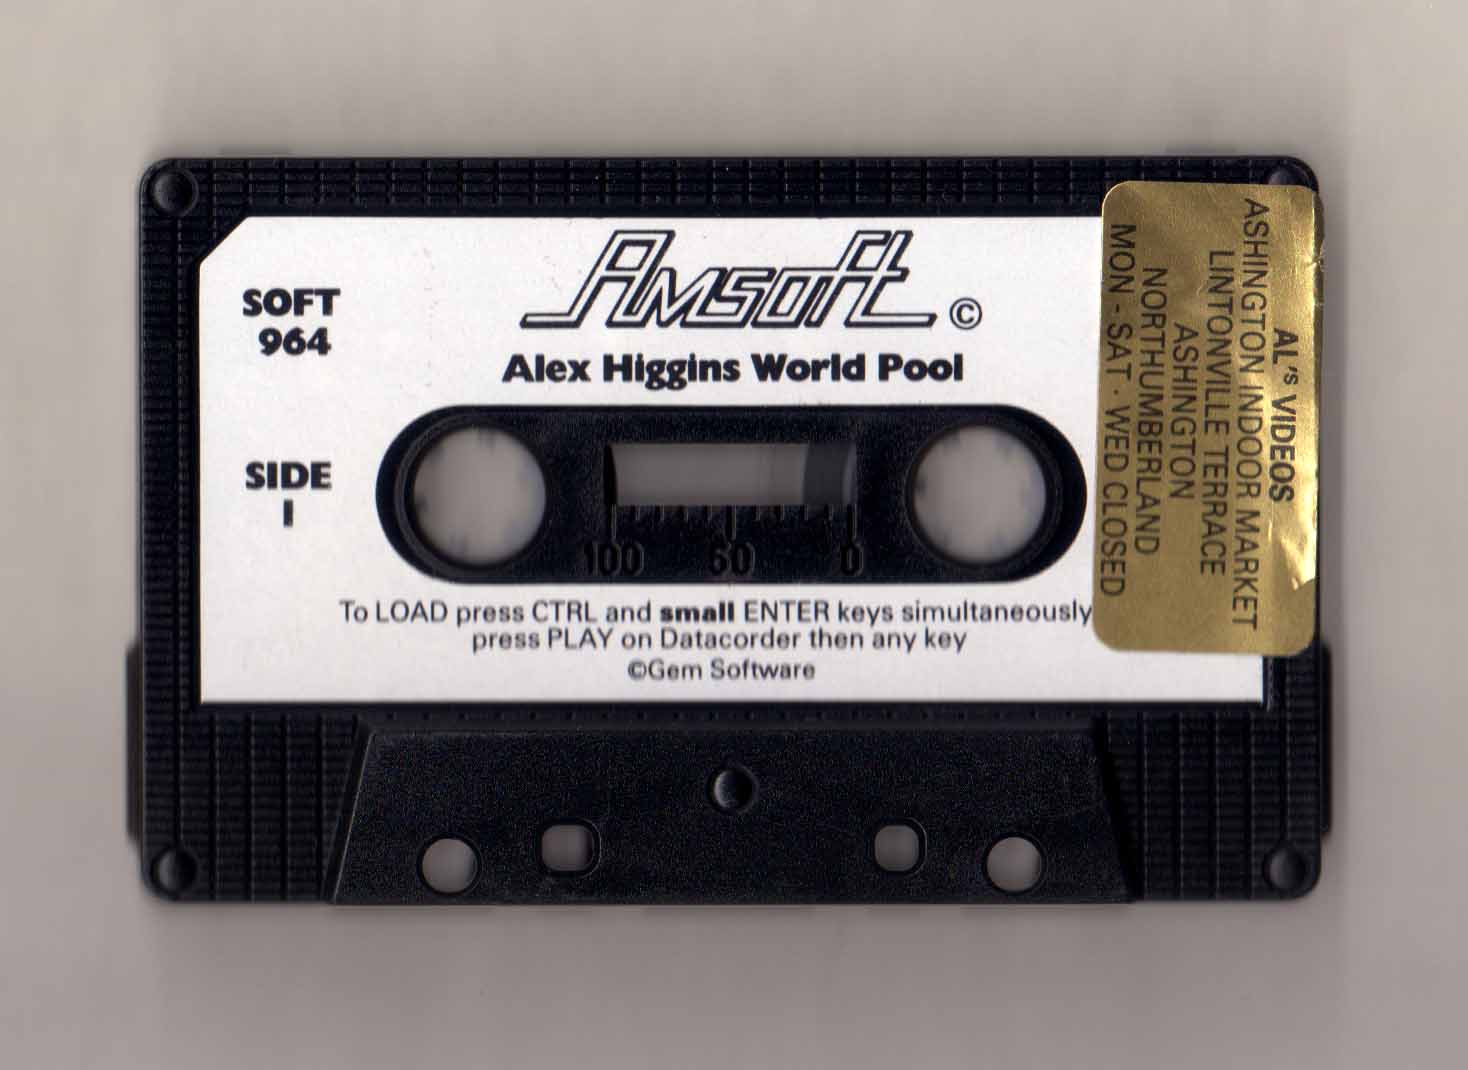 Amsoft ©
Alex Higgins World Pool
SOFT
964
SIDE
1
100 60 0
To LOAD press CTRL and small ENTER keys simultaneously
press PLAY on Datacorder then any key
©Gem Software
AL's VIDEOS
ASHINGTON INDOOR MARKET
LINTONVILLE TERRACE
ASHINGTON
NORTHUMBERLAND
MON - SAT · WED CLOSED